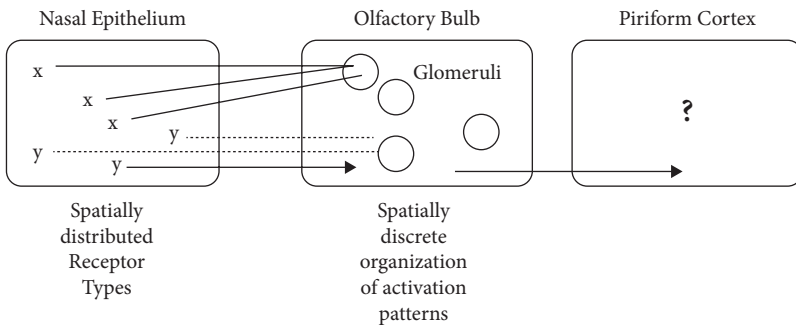 Nasal Epithelium
Olfactory Bulb
Piriform Cortex
x
x
x
y
y
y
Glomeruli
?
Spatially
distributed
Receptor
Types
Spatially
discrete
organization
of activation
patterns